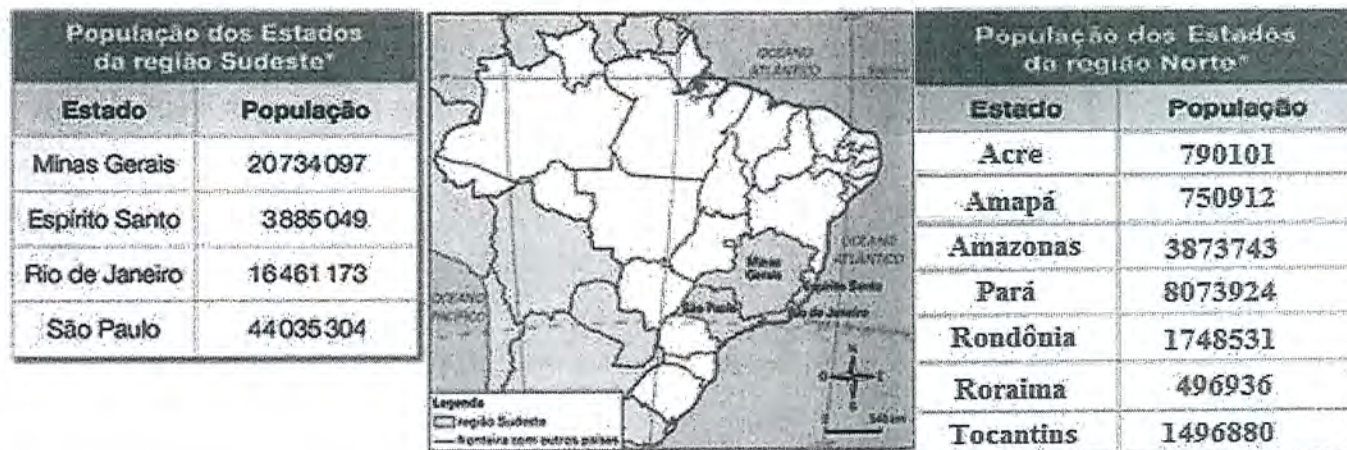 População dos Estados
da região Sudeste*
Estado População
Minas Gerais 20734097
Espírito Santo 3885049
Rio de Janeiro 16461173
São Paulo 44035304
OCEANO
ATLÂNTICO
OCEANO
ATLÂNTICO
Minas
Gerais
Espírito Santo
São Paulo
Rio de Janeiro
OCEANO
PACÍFICO
N
O E
S
0 540 km
Legenda
região Sudeste
fronteira com outros países
População dos Estados
da região Norte*
Estado População
Acre 790101
Amapá 750912
Amazonas 3873743
Pará 8073924
Rondônia 1748531
Roraima 496936
Tocantins 1496880